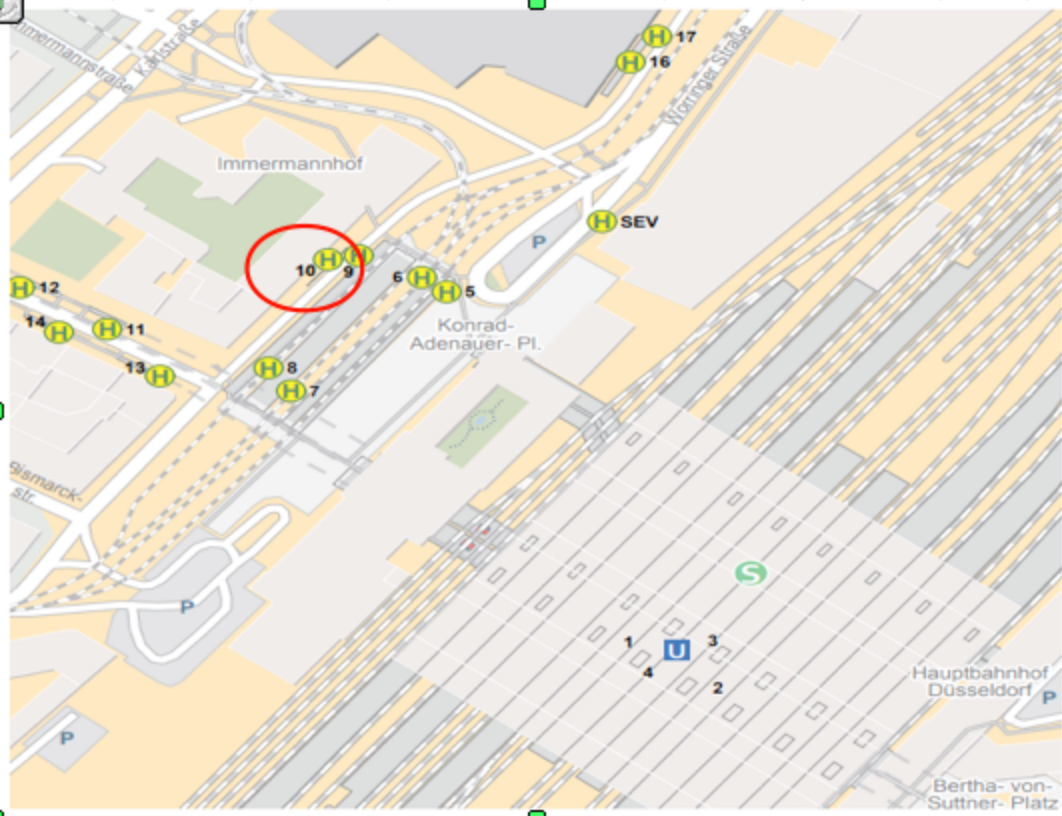 17
16
Immermannstraße
Karlstraße
Worringer Straße
Immermannhof
H
H
H SEV
P
10 H
9 H
6 H
H 5
H 12
14 H
H 11
13 H
H 8
H 7
Konrad-
Adenauer- Pl.
Bismarck-
str.
P
S
1
U
3
4
2
Hauptbahnhof
Düsseldorf
P
P
Bertha- von-
Suttner- Platz